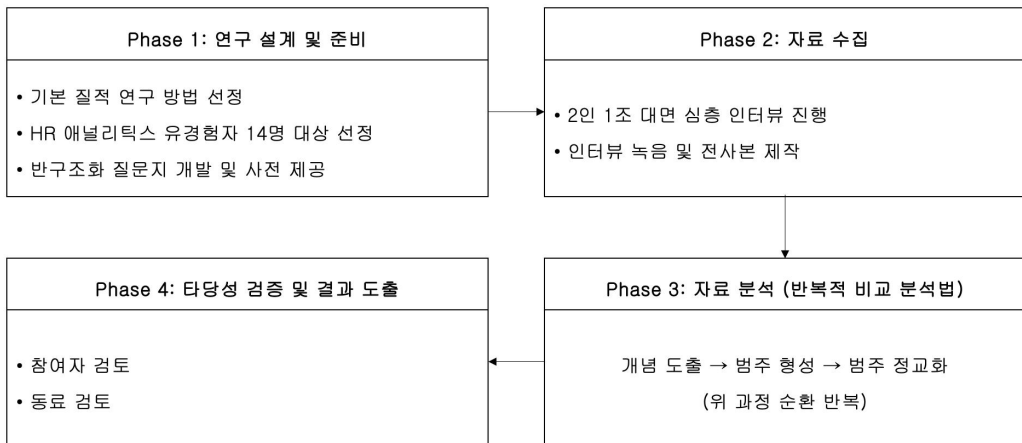 Phase 1: 연구 설계 및 준비
• 기본 질적 연구 방법 선정
• HR 애널리틱스 유경험자 14명 대상 선정
• 반구조화 질문지 개발 및 사전 제공
Phase 2: 자료 수집
• 2인 1조 대면 심층 인터뷰 진행
• 인터뷰 녹음 및 전사본 제작
Phase 3: 자료 분석 (반복적 비교 분석법)
개념 도출 → 범주 형성 → 범주 정교화
(위 과정 순환 반복)
Phase 4: 타당성 검증 및 결과 도출
• 참여자 검토
• 동료 검토